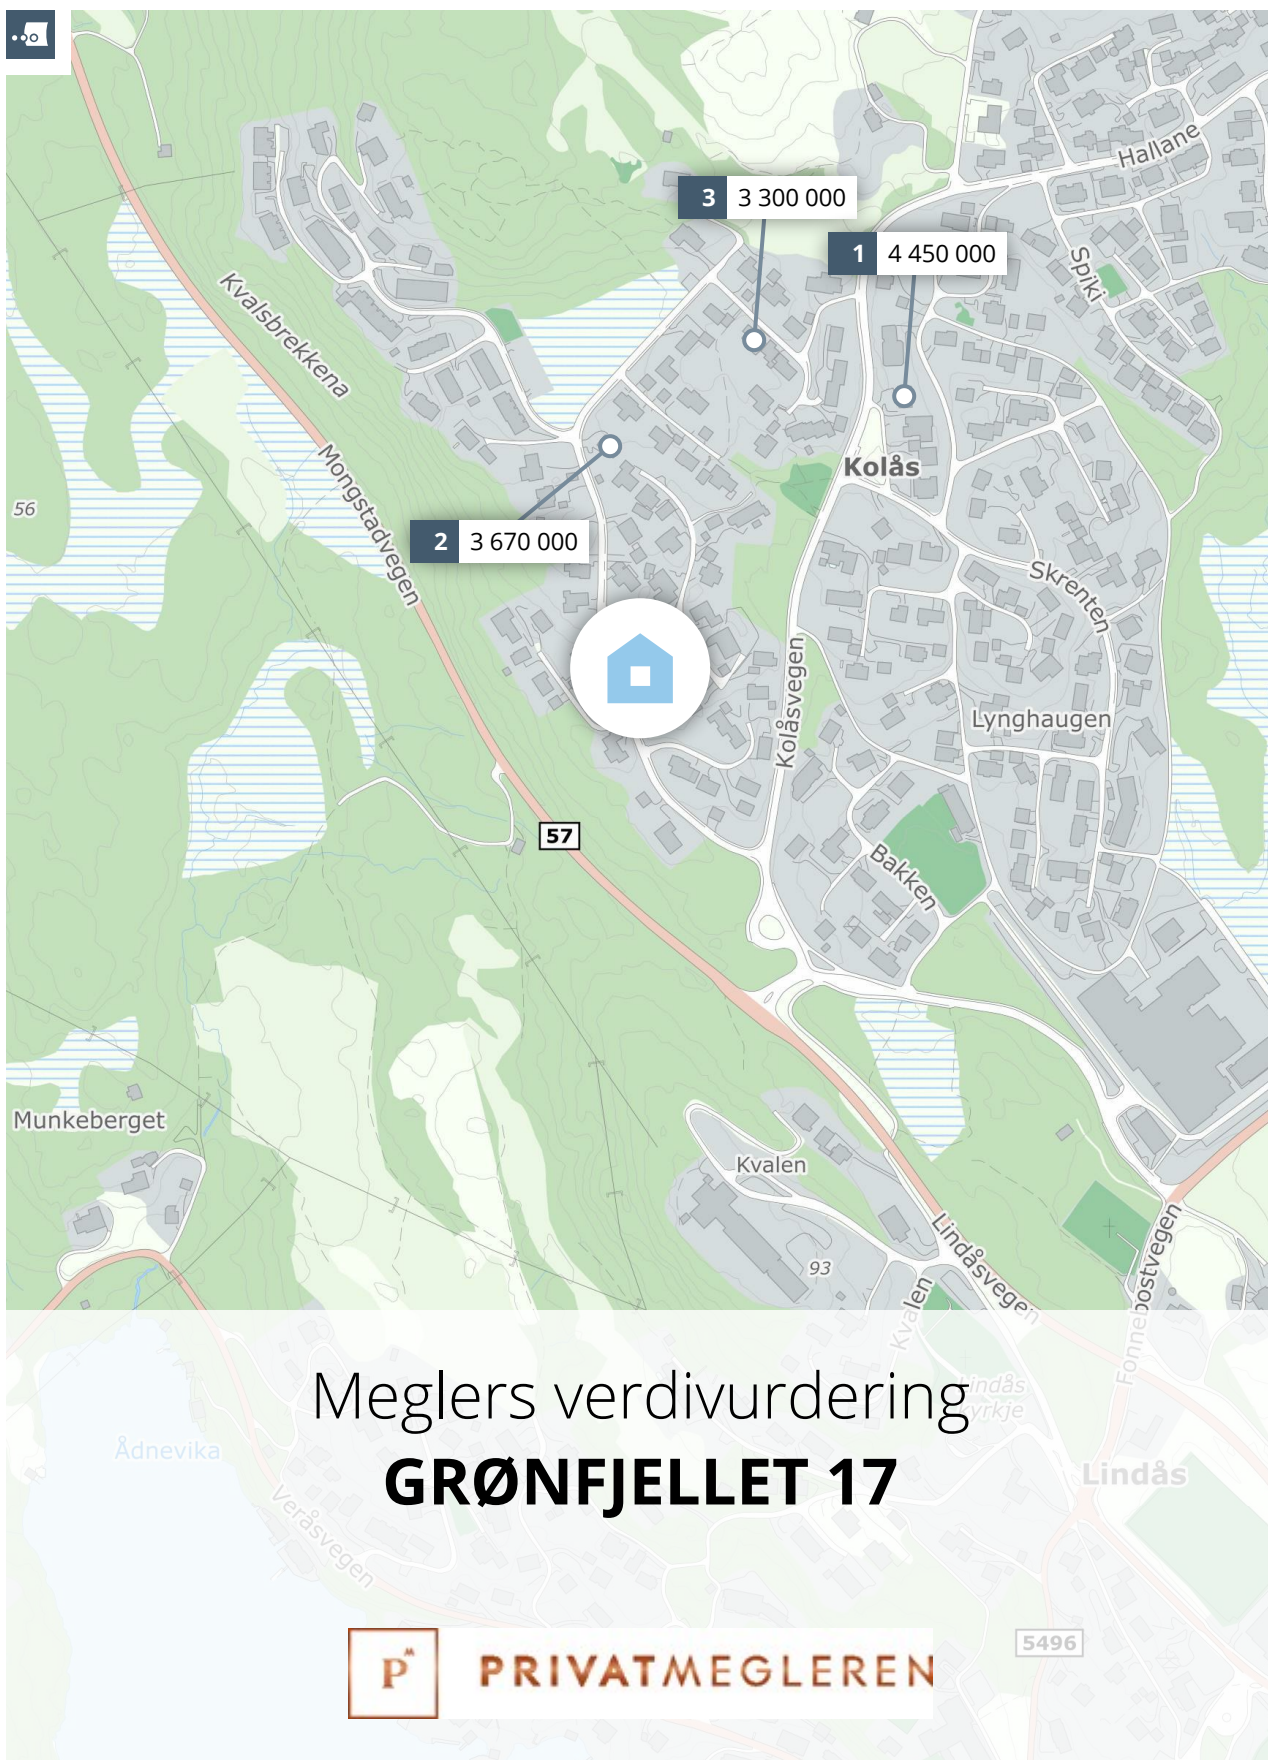 Hallane
3 3 300 000
1 4 450 000
Spiki
Kvalsbrekkena
Kolås
Mongstadvegen
56
2 3 670 000
Skrenten
Kolåsvegen
Lynghaugen
57
Bakken
Munkeberget
Kvalen
Lindåsvegen
Fonnebostvegen
93
Kvalen
Meglers verdivurdering
Lindås
kyrkje
Ådnevika
GRØNFJELLET 17
Lindås
Veråsvegen
5496
PM PRIVATMEGLEREN